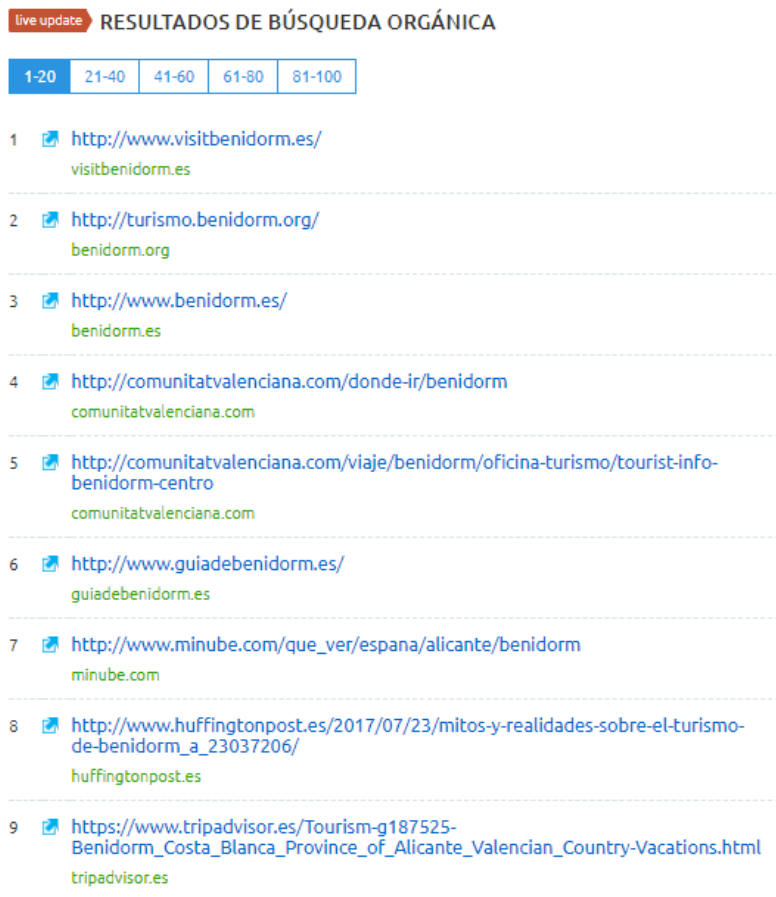 live update RESULTADOS DE BÚSQUEDA ORGÁNICA
1-20 21-40 41-60 61-80 81-100
1 http://www.visitbenidorm.es/
visitbenidorm.es
2 http://turismo.benidorm.org/
benidorm.org
3 http://www.benidorm.es/
benidorm.es
4 http://comunitatvalenciana.com/donde-ir/benidorm
comunitatvalenciana.com
5 http://comunitatvalenciana.com/viaje/benidorm/oficina-turismo/tourist-info-
benidorm-centro
comunitatvalenciana.com
6 http://www.guiadebenidorm.es/
guiadebenidorm.es
7 http://www.minube.com/que_ver/espana/alicante/benidorm
minube.com
8 http://www.huffingtonpost.es/2017/07/23/mitos-y-realidades-sobre-el-turismo-
de-benidorm_a_23037206/
huffingtonpost.es
9 https://www.tripadvisor.es/Tourism-g187525-
Benidorm_Costa_Blanca_Province_of_Alicante_Valencian_Country-Vacations.html
tripadvisor.es